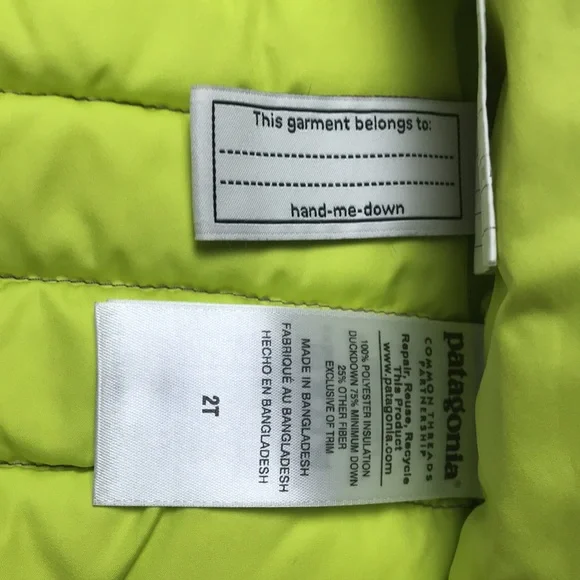 This garment belongs to:
hand-me-down
patagonia®
COMMON THREADS
PARTNERSHIP
Repair, Reuse, Recycle
This Product
www.patagonia.com
100% POLYESTER INSULATION
DUCKDOWN 75% MINIMUM DOWN
25% OTHER FIBER
EXCLUSIVE OF TRIM
MADE IN BANGLADESH
FABRIQUÉ AU BANGLADESH
HECHO EN BANGLADESH
2T